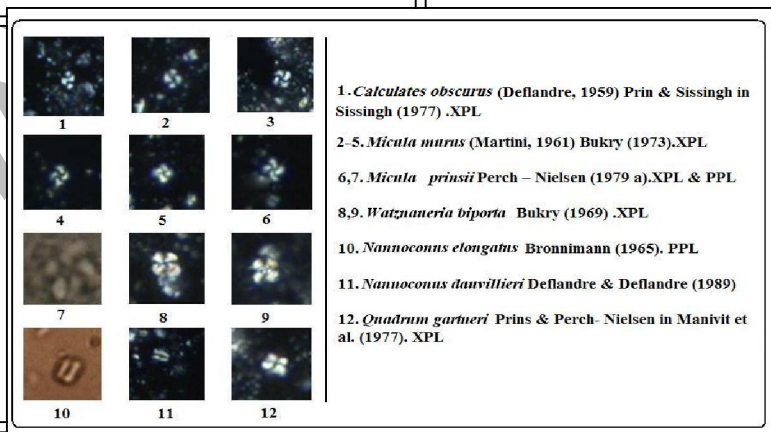 1
2
3
4
5
6
7
8
9
10
11
12
1. Calculates obscurus (Deflandre, 1959) Prin & Sissingh in
Sissingh (1977) .XPL
2-5. Micula murus (Martini, 1961) Bukry (1973).XPL
6,7. Micula prinsii Perch – Nielsen (1979 a).XPL & PPL
8,9. Watznaneria biporta Bukry (1969) .XPL
10. Nannoconus elongatus Bronnimann (1965). PPL
11. Nannoconus dauvillieri Deflandre & Deflandre (1989)
12. Quadrum gartneri Prins & Perch- Nielsen in Manivit et
al. (1977). XPL